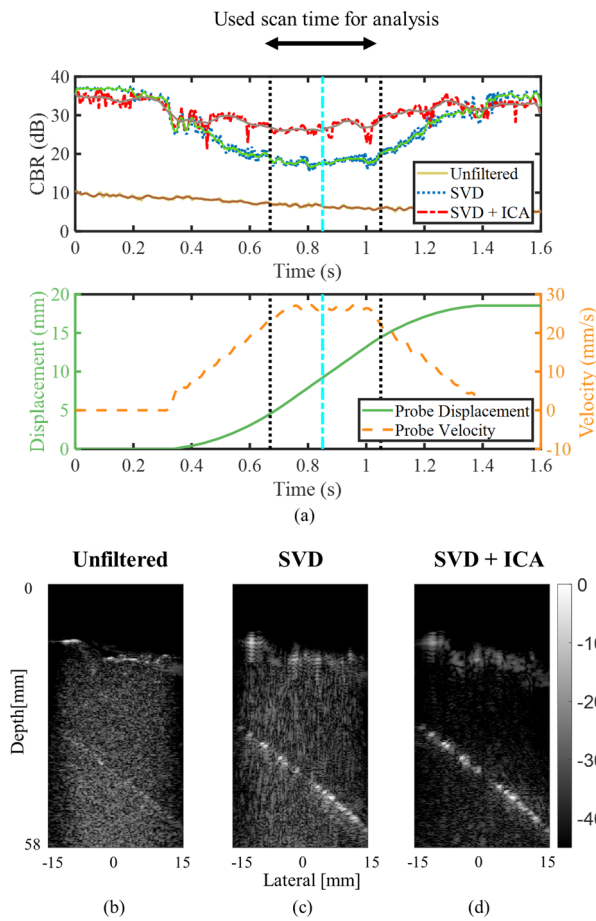 Used scan time for analysis
40
30
20
10
0
CBR (dB)
Unfiltered
SVD
SVD + ICA
0 0.2 0.4 0.6 0.8 1 1.2 1.4 1.6
Time (s)
20
15
10
5
0
Displacement (mm)
30
20
10
0
-10
Velocity (mm/s)
Probe Displacement
Probe Velocity
0 0.2 0.4 0.6 0.8 1 1.2 1.4 1.6
Time (s)
(a)
Unfiltered SVD SVD + ICA
0
58
Depth[mm]
0
-10
-20
-30
-40
-15 0 15 -15 0 15 -15 0 15
Lateral [mm]
(b) (c) (d)